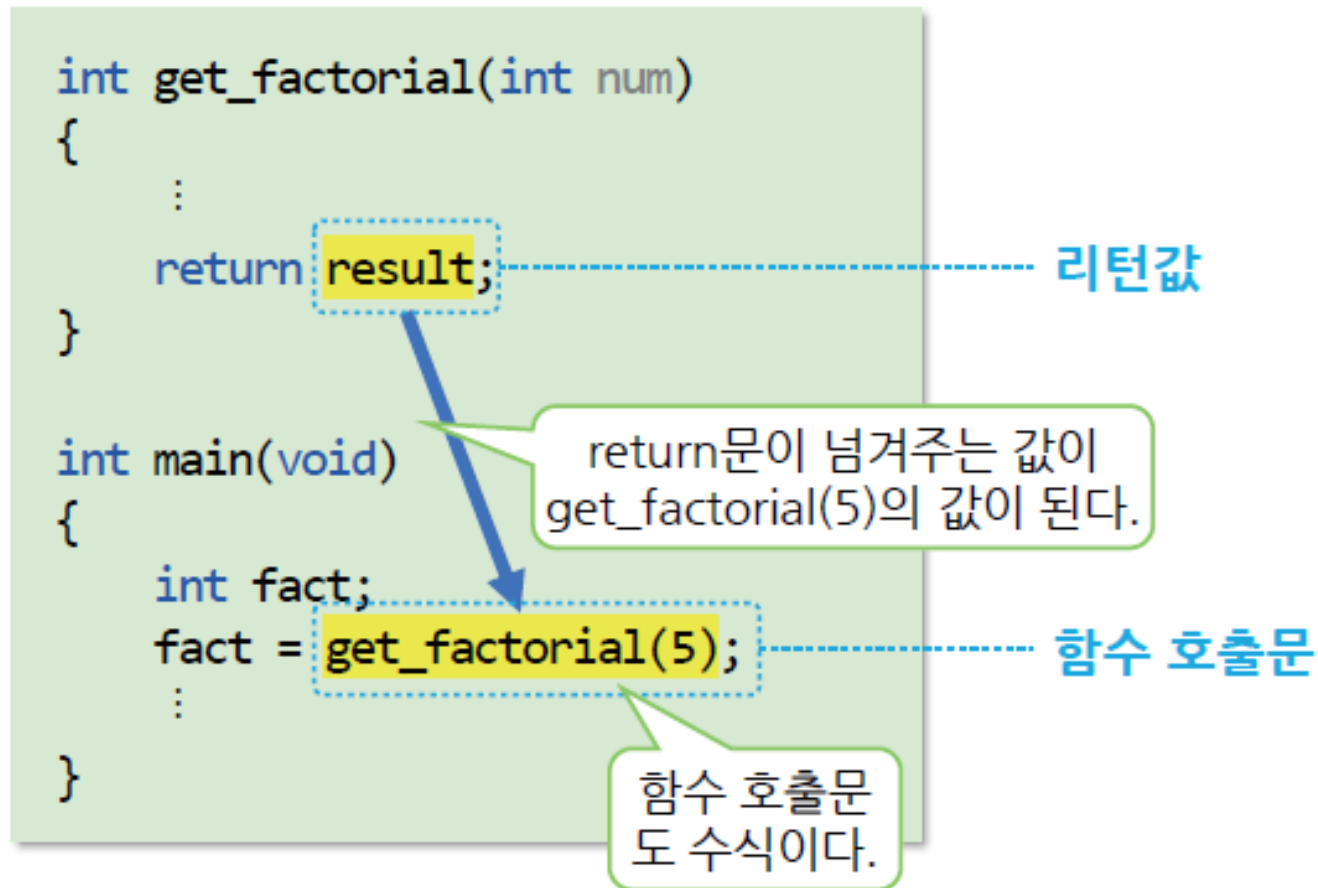 int get_factorial(int num)
{
⋮
return result;
리턴값
}
return문이 넘겨주는 값이
get_factorial(5)의 값이 된다.
int main(void)
{
int fact;
fact = get_factorial(5);
함수 호출문
⋮
함수 호출문
도 수식이다.
}